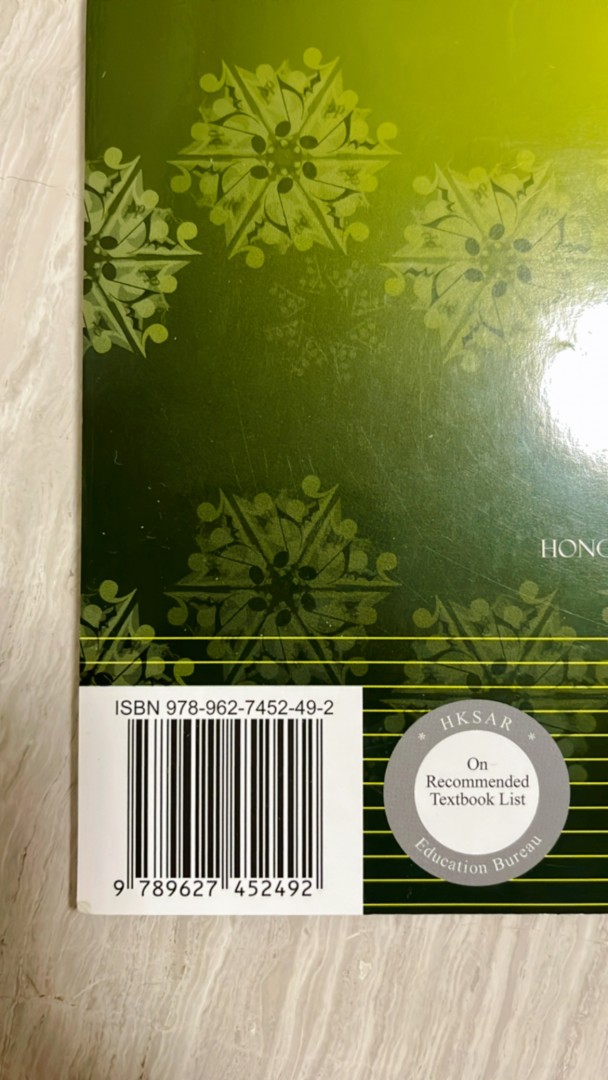 HONG
ISBN 978-962-7452-49-2
9 789627 452492
* HKSAR *
On
Recommended
Textbook List
Education Bureau